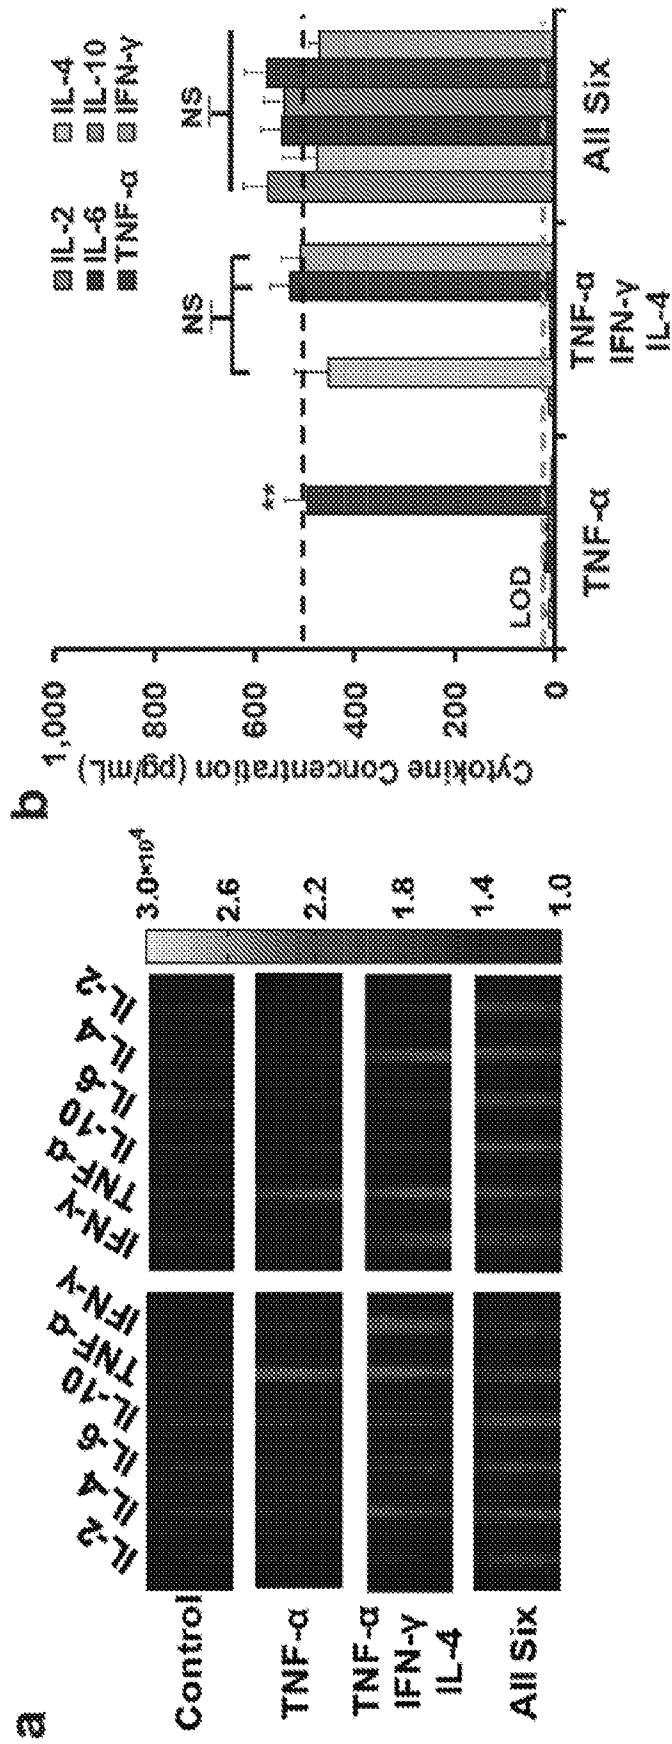 a
IL-2
IL-4
IL-6
IL-10
TNF-α
IFN-γ
IFN-γ
TNF-α
IL-10
IL-6
IL-4
IL-2
Control
TNF-α
TNF-α
IFN-γ
IL-4
All Six
3.0×10⁴
2.6
2.2
1.8
1.4
1.0
b
IL-2 IL-4
IL-6 IL-10
TNF-α IFN-γ
Cytokine Concentration (pg/mL)
1,000
800
600
400
200
0
LOD
**
NS
NS
TNF-α
TNF-α
IFN-γ
IL-4
All Six